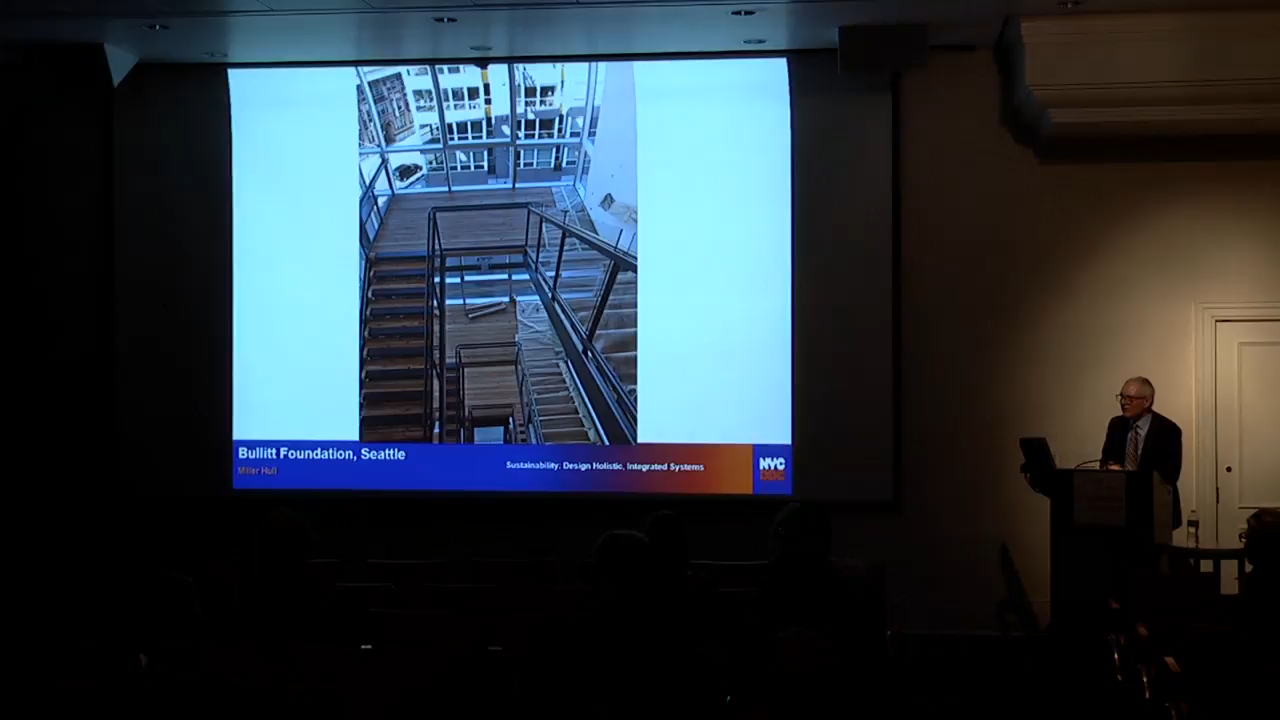 Bullitt Foundation, Seattle
Miller Hull
Sustainability: Design Holistic, Integrated Systems
NYC
DDC